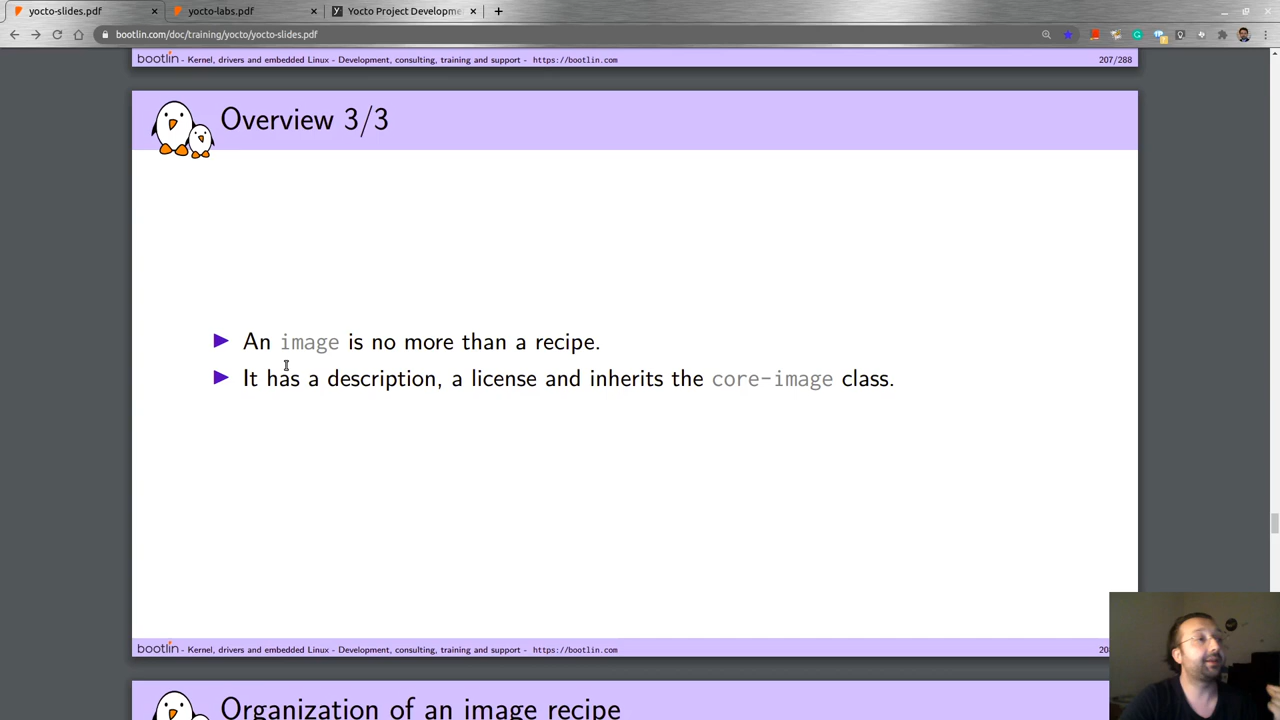 yocto-slides.pdf
yocto-labs.pdf
Yocto Project Developme
bootlin.com/doc/training/yocto/yocto-slides.pdf
bootlin - Kernel, drivers and embedded Linux - Development, consulting, training and support - https://bootlin.com
207/288
Overview 3/3
An image is no more than a recipe.
It has a description, a license and inherits the core-image class.
bootlin - Kernel, drivers and embedded Linux - Development, consulting, training and support - https://bootlin.com
20
Organization of an image recipe